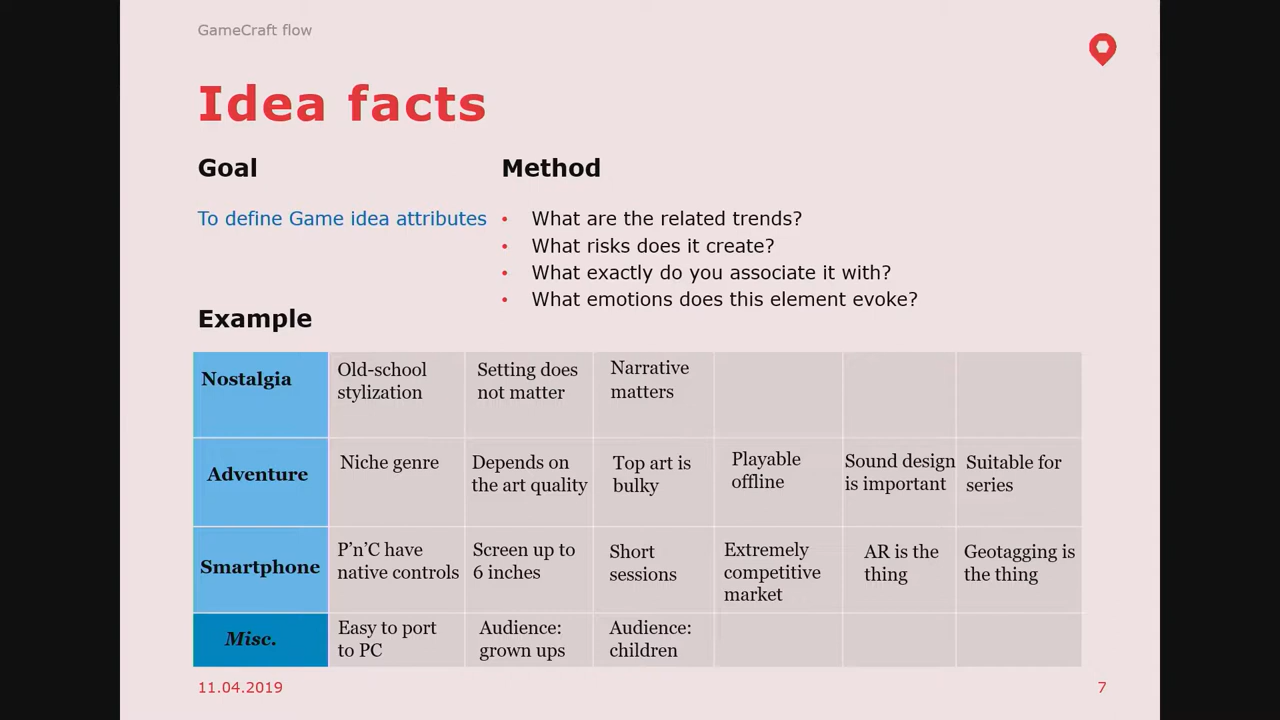 GameCraft flow
Idea facts
Goal
Method
To define Game idea attributes
• What are the related trends?
• What risks does it create?
• What exactly do you associate it with?
• What emotions does this element evoke?
Example
Nostalgia
Old-school
stylization
Setting does
not matter
Narrative
matters
Adventure
Niche genre
Depends on
the art quality
Top art is
bulky
Playable
offline
Sound design
is important
Suitable for
series
Smartphone
P’n’C have
native controls
Screen up to
6 inches
Short
sessions
Extremely
competitive
market
AR is the
thing
Geotagging is
the thing
Misc.
Easy to port
to PC
Audience:
grown ups
Audience:
children
11.04.2019
7